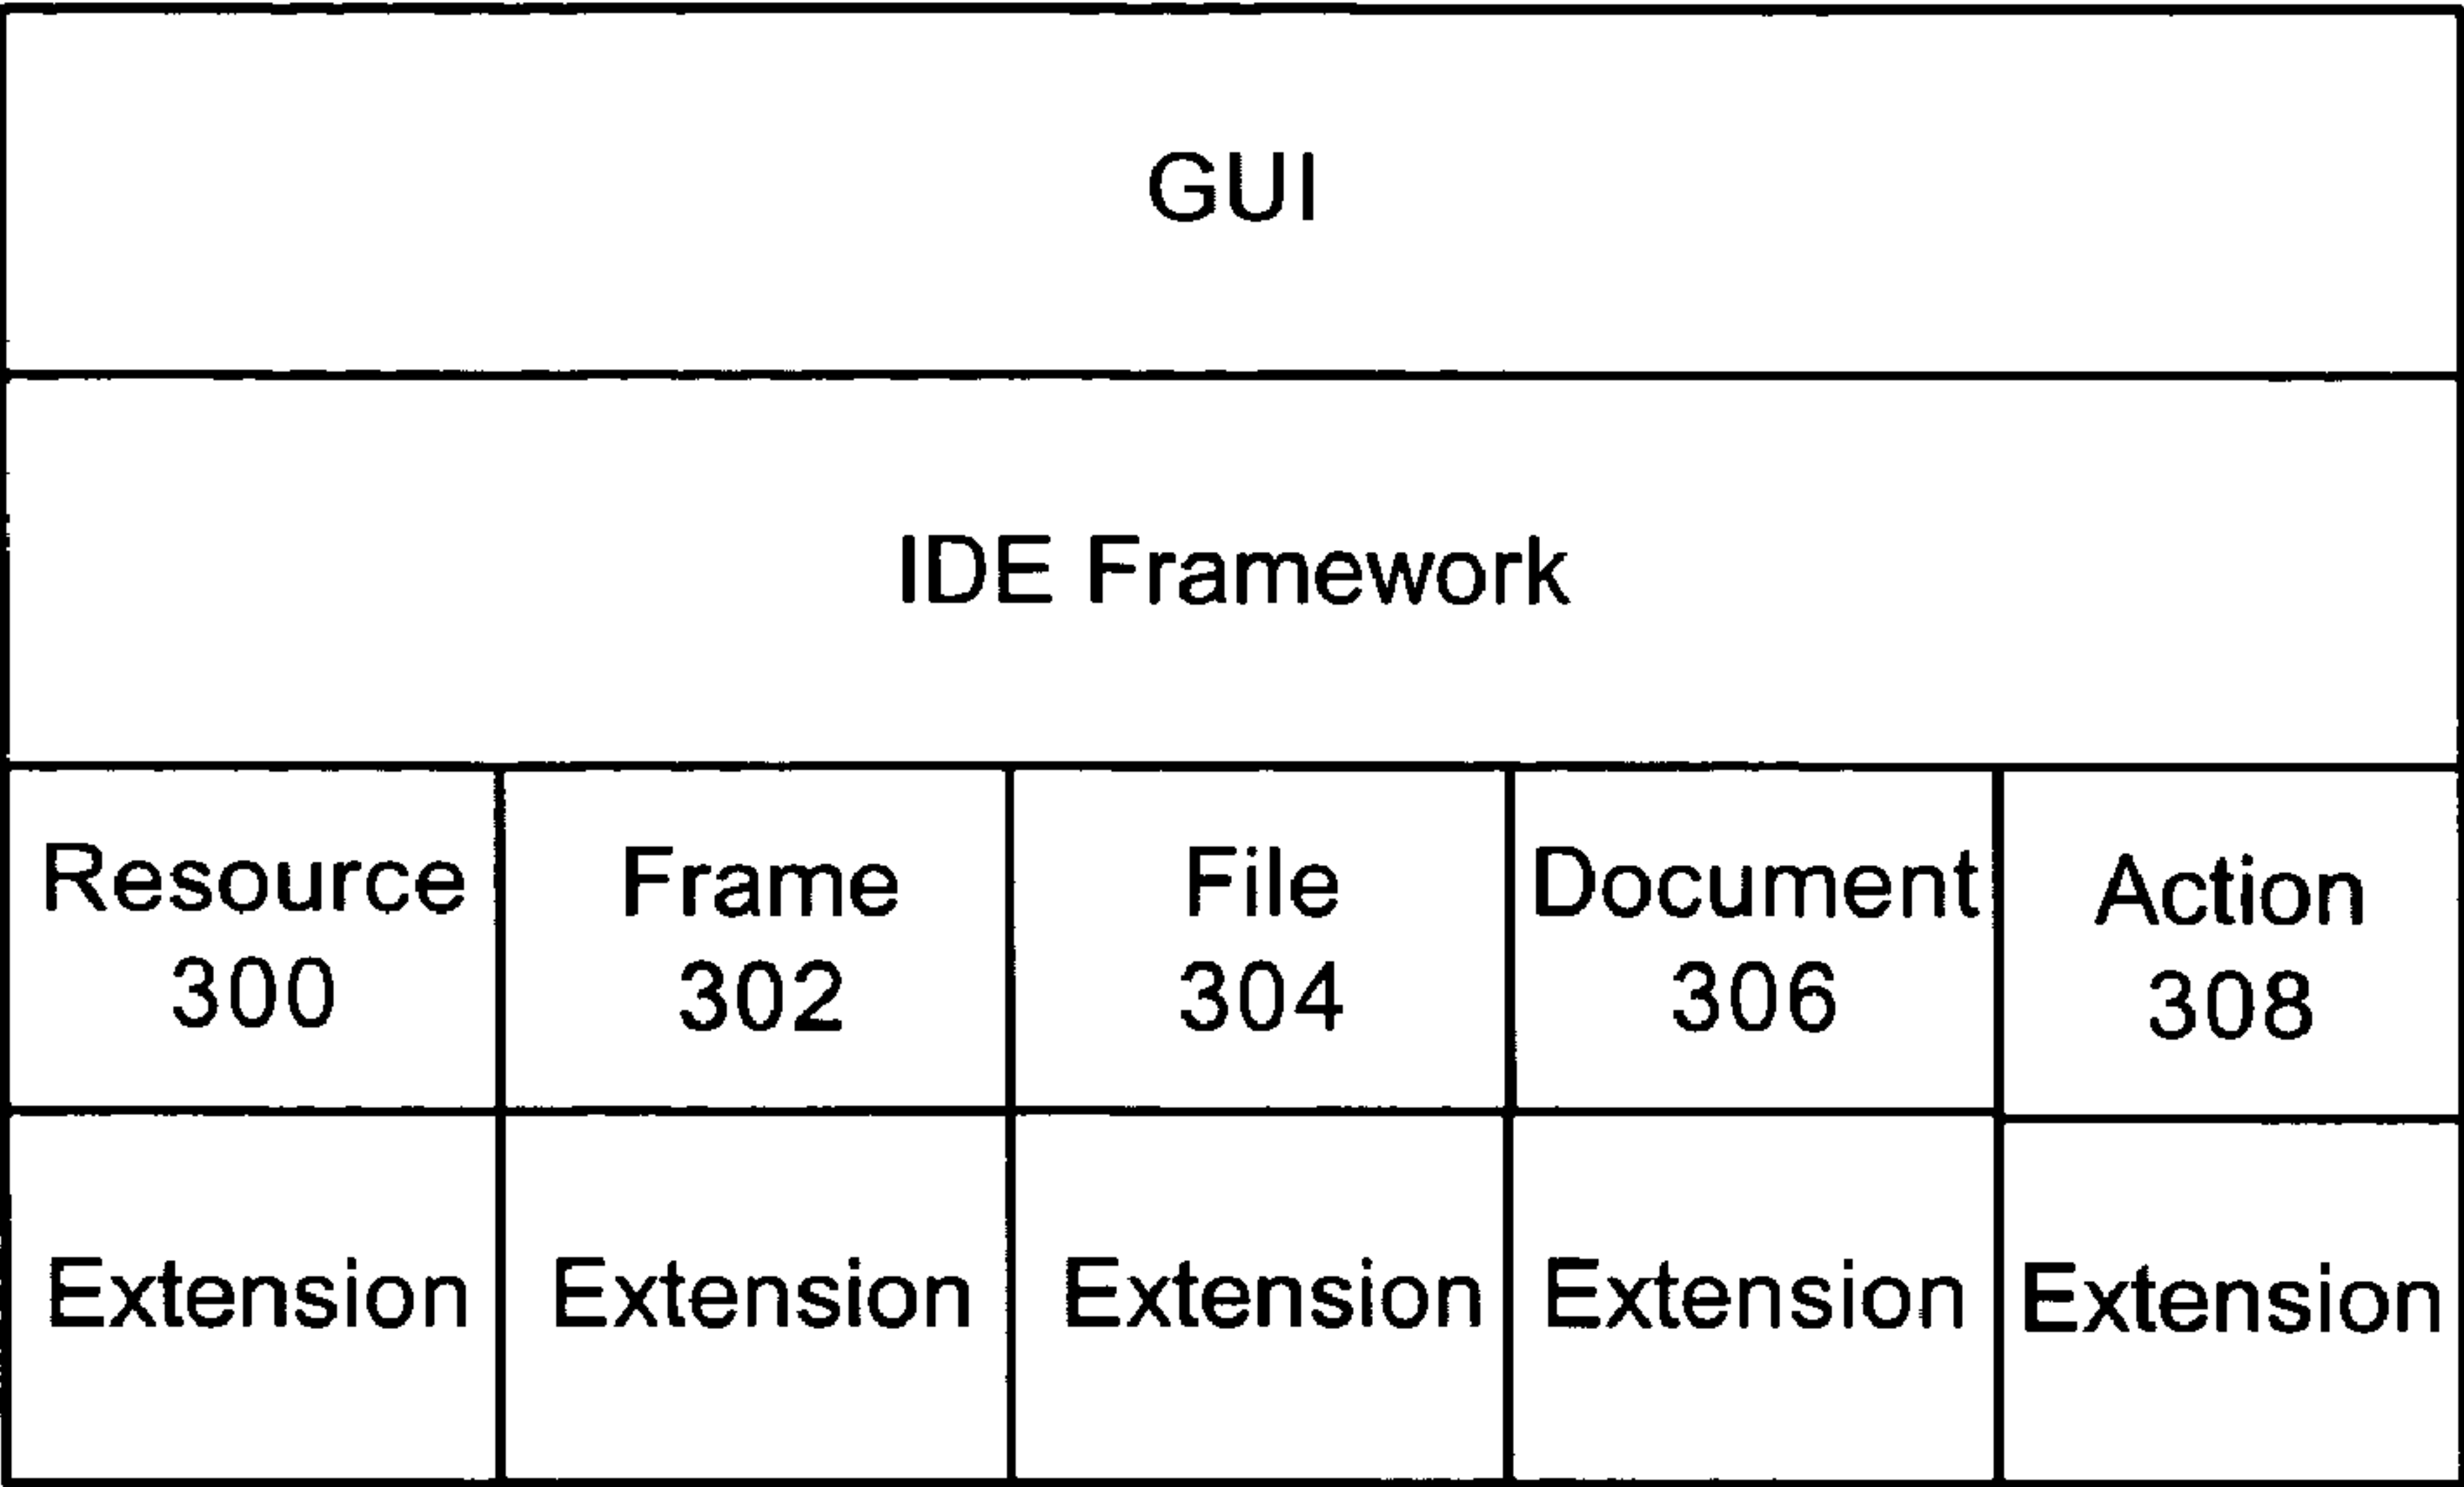 GUI
IDE Framework
Resource
300
Frame
302
File
304
Document
306
Action
308
Extension
Extension
Extension
Extension
Extension